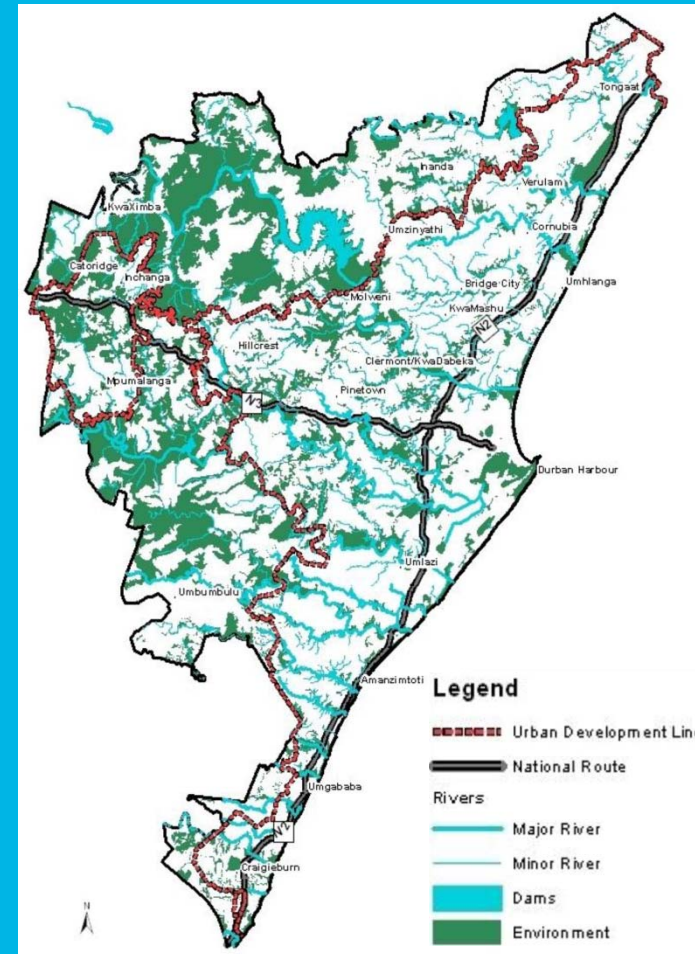 Tongaat
Inanda
Verulam
KwaXimba
Umzinyathi
Cornubia
Catoridge
Inchanga
Bridge City
Umhlanga
Molweni
KwaMashu
N2
Hillcrest
Clermont/KwaDabeka
Mpumalanga
Pinetown
N3
Durban Harbour
Umlazi
Umbumbulu
Amanzimtoti
Legend
Urban Development Lin
National Route
Umgababa
Rivers
N2
Major River
Minor River
Craigieburn
Dams
N
Environment